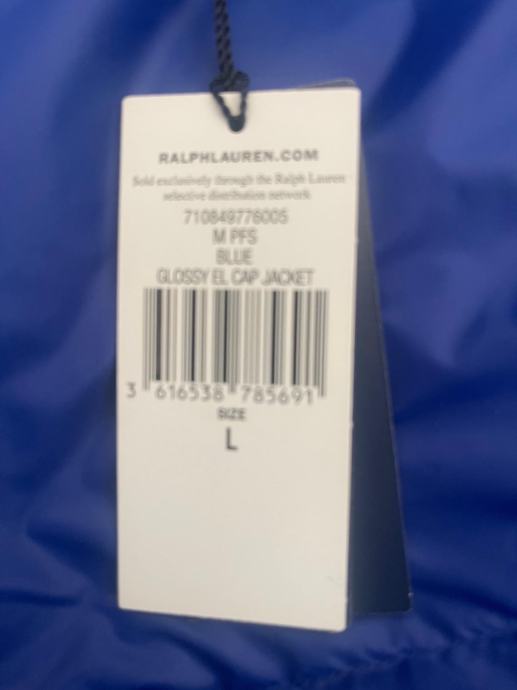 RALPHLAUREN.COM
Sold exclusively through the Ralph Lauren
selective distribution network
710849776005
M PFS
BLUE
GLOSSY EL CAP JACKET
3 616538 785691
SIZE
L